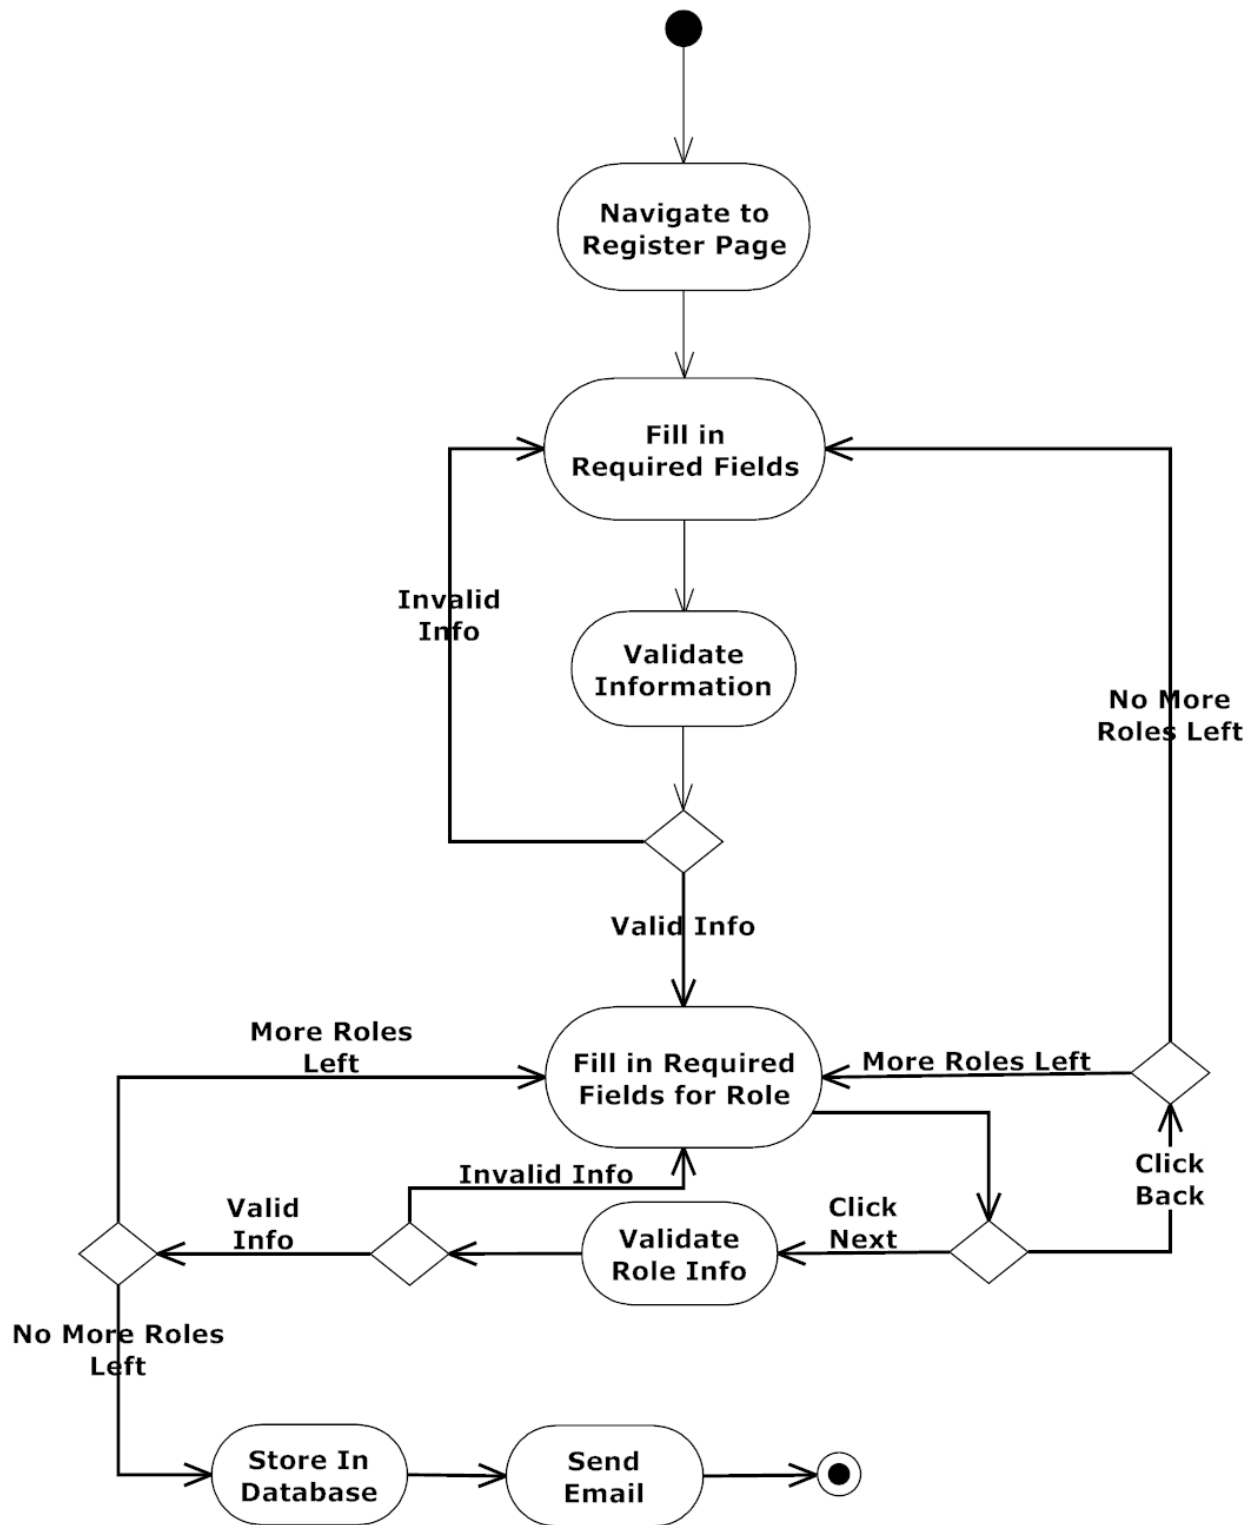 Navigate to
Register Page
Fill in
Required Fields
Invalid
Info
Validate
Information
No More
Roles Left
Valid Info
More Roles
Left
Fill in Required
Fields for Role
More Roles Left
Invalid Info
Click
Back
Valid
Info
Validate
Role Info
Click
Next
No More Roles
Left
Store In
Database
Send
Email